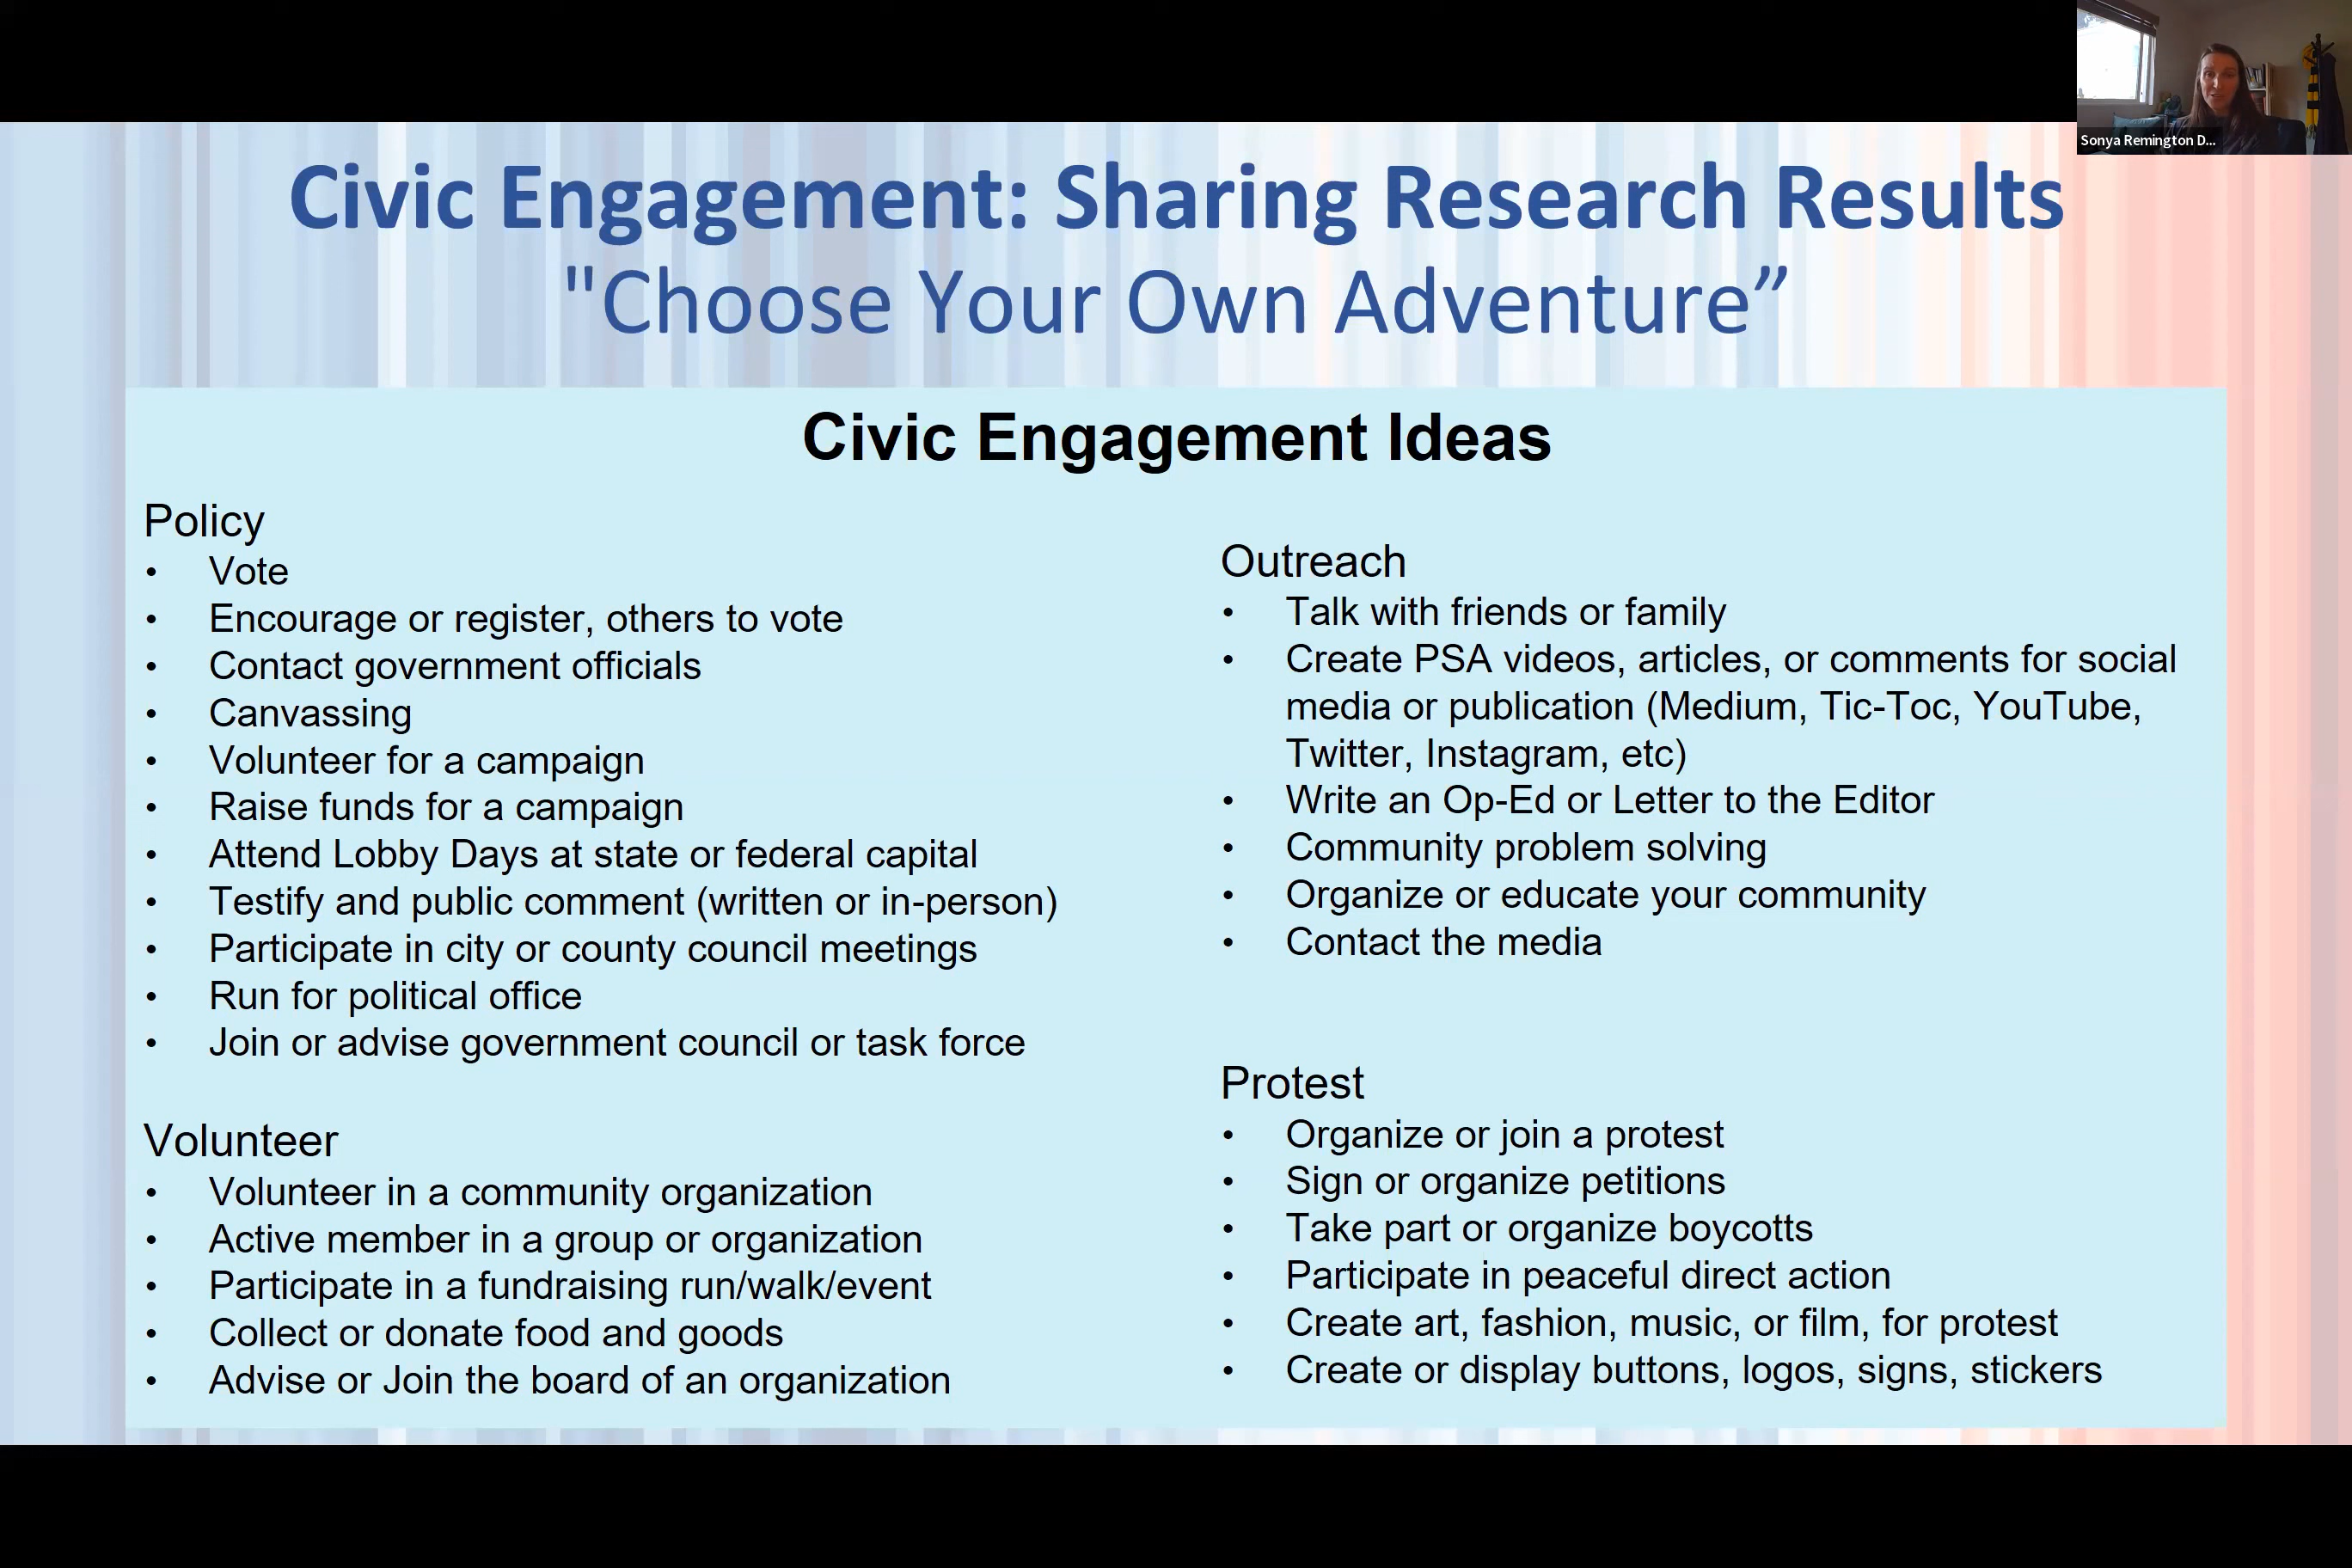 Sonya Remington D...
Civic Engagement: Sharing Research Results
"Choose Your Own Adventure”
Civic Engagement Ideas
Policy
• Vote
• Encourage or register, others to vote
• Contact government officials
• Canvassing
• Volunteer for a campaign
• Raise funds for a campaign
• Attend Lobby Days at state or federal capital
• Testify and public comment (written or in-person)
• Participate in city or county council meetings
• Run for political office
• Join or advise government council or task force
Volunteer
• Volunteer in a community organization
• Active member in a group or organization
• Participate in a fundraising run/walk/event
• Collect or donate food and goods
• Advise or Join the board of an organization
Outreach
• Talk with friends or family
• Create PSA videos, articles, or comments for social
media or publication (Medium, Tic-Toc, YouTube,
Twitter, Instagram, etc)
• Write an Op-Ed or Letter to the Editor
• Community problem solving
• Organize or educate your community
• Contact the media
Protest
• Organize or join a protest
• Sign or organize petitions
• Take part or organize boycotts
• Participate in peaceful direct action
• Create art, fashion, music, or film, for protest
• Create or display buttons, logos, signs, stickers